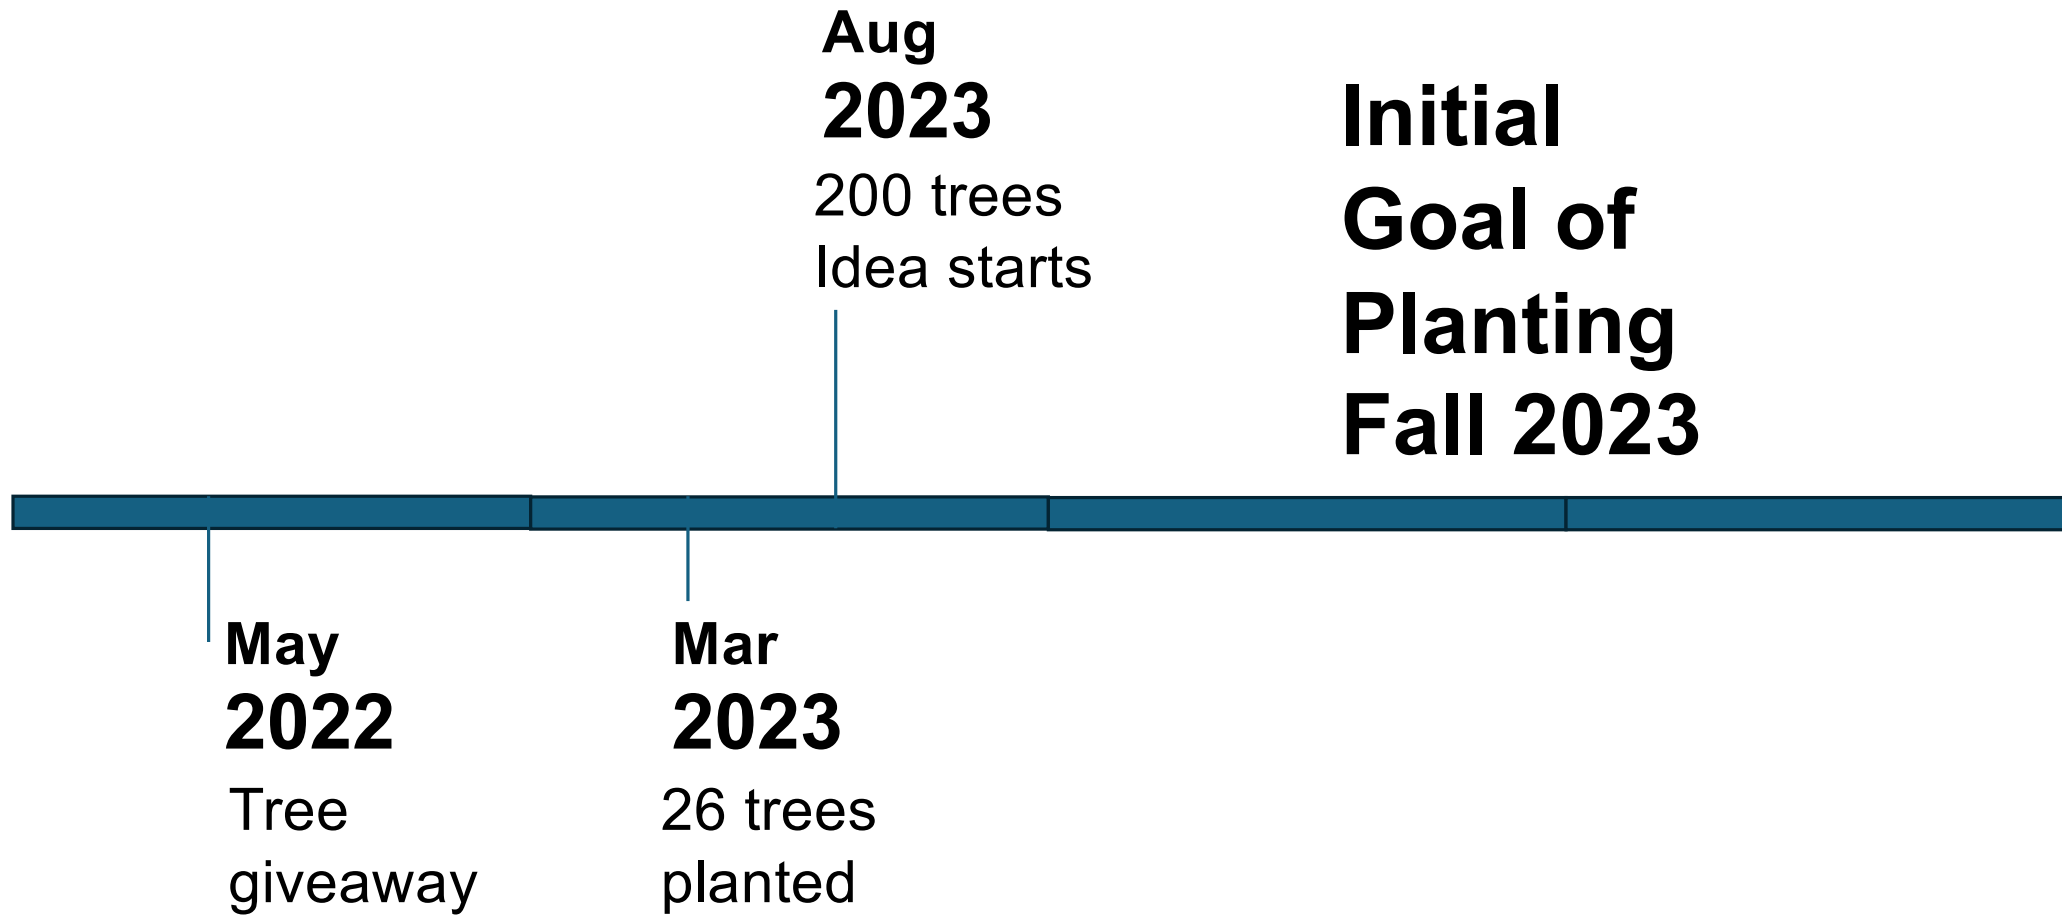 Aug
2023
200 trees
Idea starts
Initial
Goal of
Planting
Fall 2023
May
2022
Tree
giveaway
Mar
2023
26 trees
planted